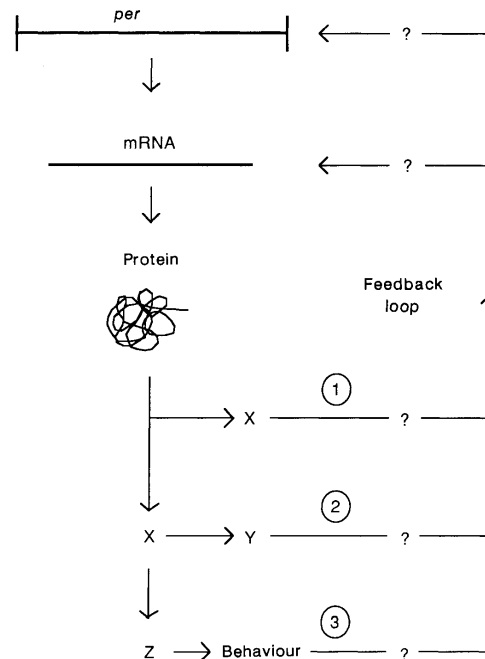 per
?
mRNA
?
Protein
Feedback
loop
1
X ?
2
X Y ?
3
Z Behaviour ?